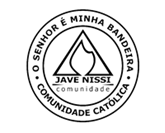 • O SENHOR É MINHA BANDEIRA •
JAVE NISSI
comunidade
COMUNIDADE CATÓLICA